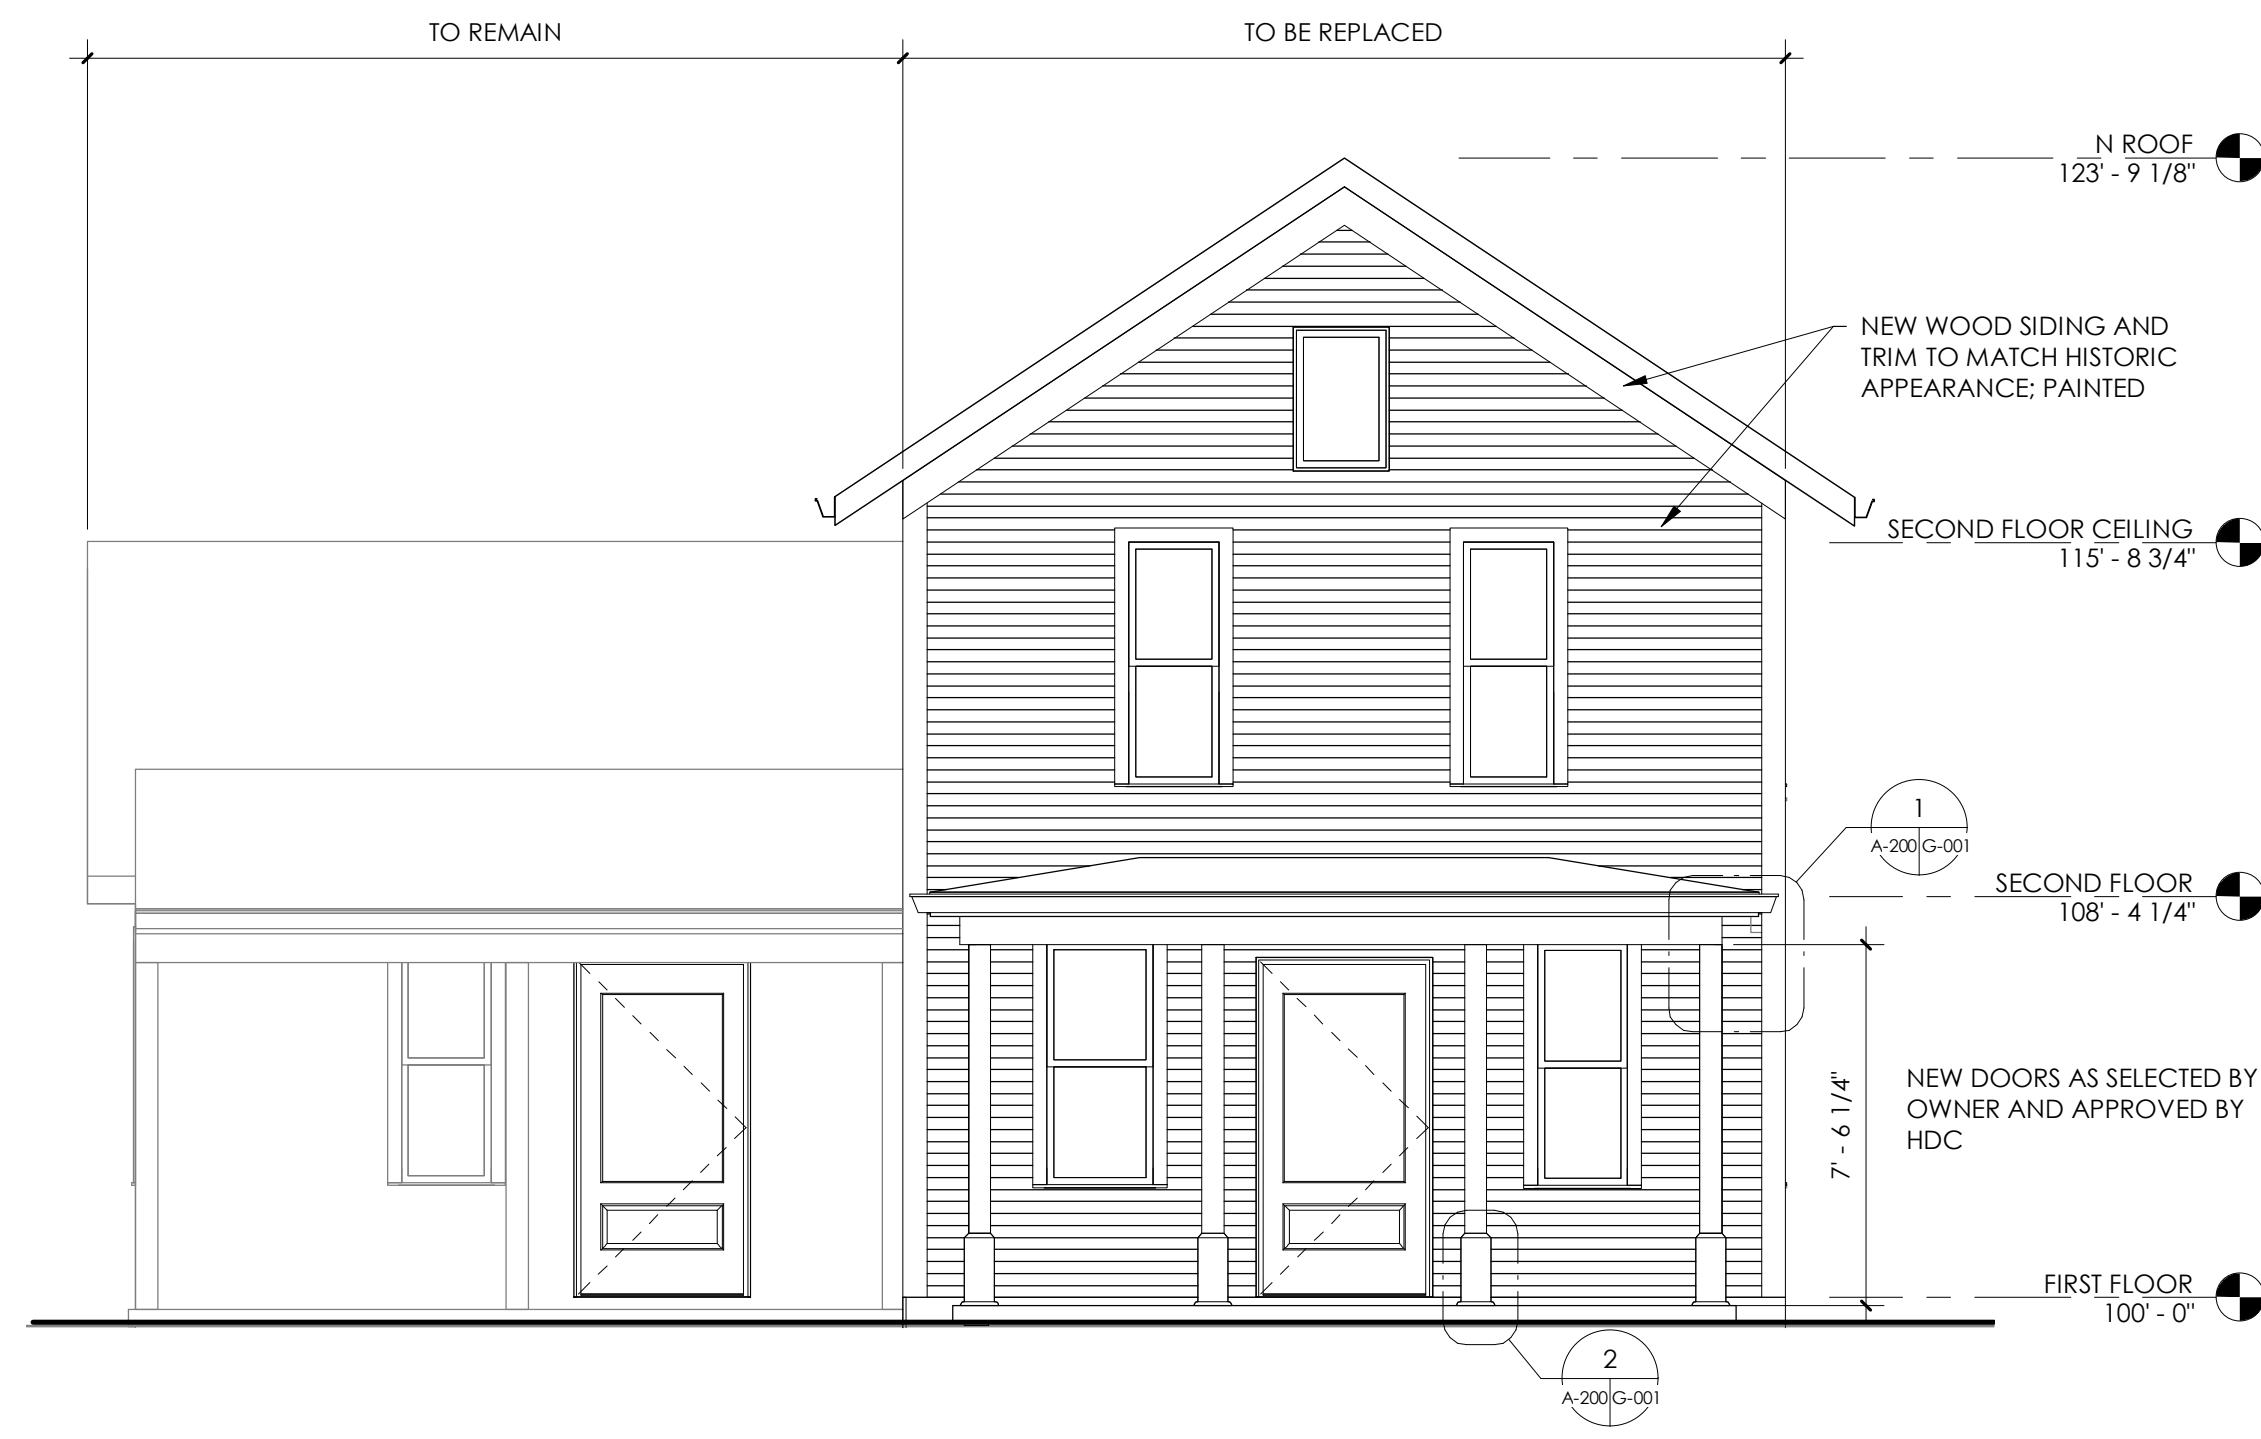 TO REMAIN
TO BE REPLACED
N ROOF
123' - 9 1/8"
NEW WOOD SIDING AND
TRIM TO MATCH HISTORIC
APPEARANCE; PAINTED
SECOND FLOOR CEILING
115' - 8 3/4"
1
A-200 G-001
SECOND FLOOR
108' - 4 1/4"
7' - 6 1/4"
NEW DOORS AS SELECTED BY
OWNER AND APPROVED BY
HDC
FIRST FLOOR
100' - 0"
2
A-200 G-001